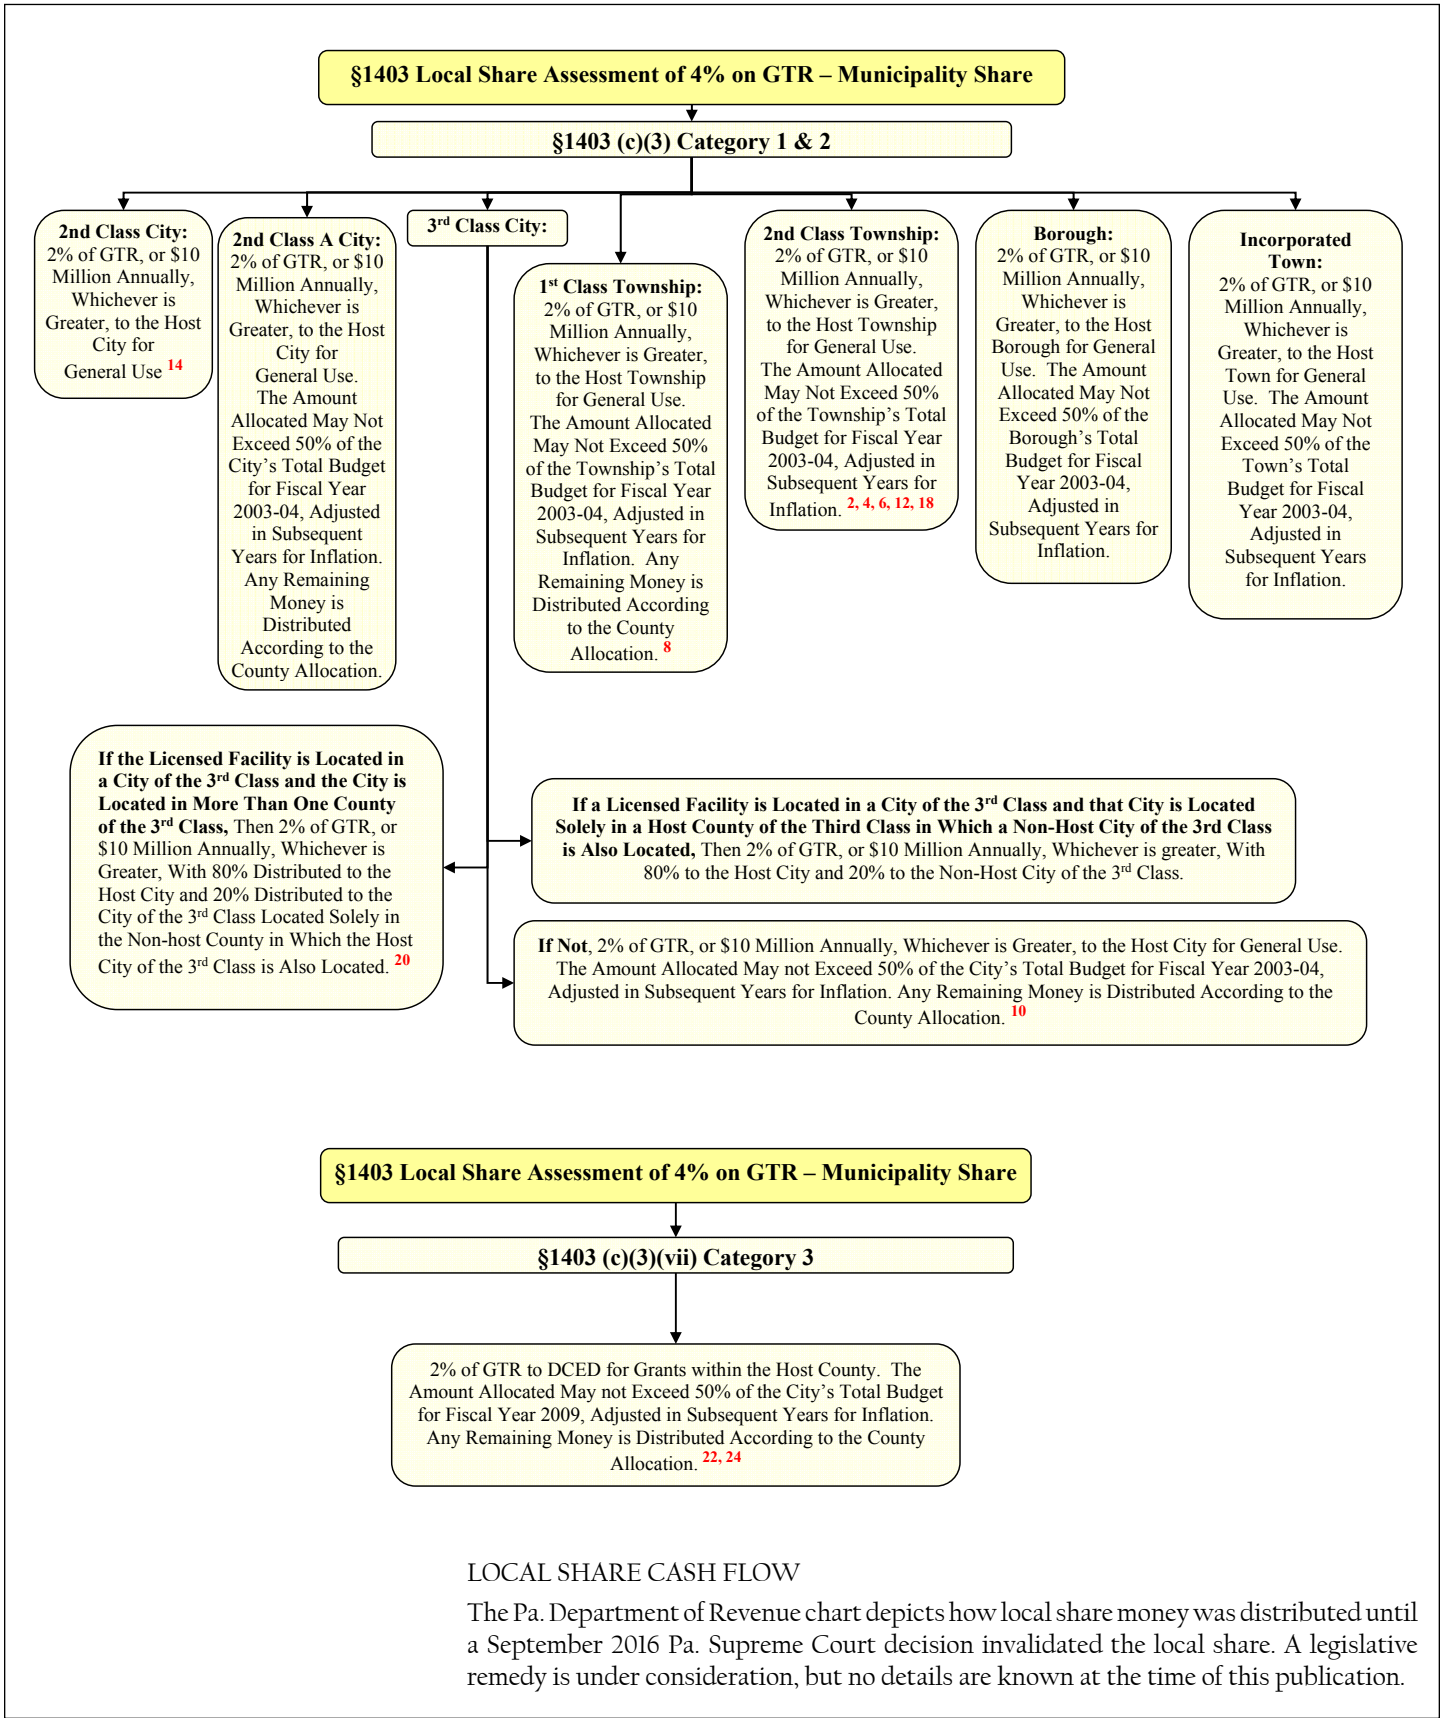 §1403 Local Share Assessment of 4% on GTR – Municipality Share
§1403 (c)(3) Category 1 & 2
2nd Class City:
2% of GTR, or $10
Million Annually,
Whichever is
Greater, to the Host
City for
General Use 14
2nd Class A City:
2% of GTR, or $10
Million Annually,
Whichever is
Greater, to the Host
City for
General Use.
The Amount
Allocated May Not
Exceed 50% of the
City’s Total Budget
for Fiscal Year
2003-04, Adjusted
in Subsequent
Years for Inflation.
Any Remaining
Money is
Distributed
According to the
County Allocation.
3rd Class City:
1st Class Township:
2% of GTR, or $10
Million Annually,
Whichever is Greater,
to the Host Township
for General Use.
The Amount Allocated
May Not Exceed 50%
of the Township’s Total
Budget for Fiscal Year
2003-04, Adjusted in
Subsequent Years for
Inflation. Any
Remaining Money is
Distributed According
to the County
Allocation. 8
2nd Class Township:
2% of GTR, or $10
Million Annually,
Whichever is Greater,
to the Host Township
for General Use.
The Amount Allocated
May Not Exceed 50%
of the Township’s Total
Budget for Fiscal Year
2003-04, Adjusted in
Subsequent Years for
Inflation. 2, 4, 6, 12, 18
Borough:
2% of GTR, or $10
Million Annually,
Whichever is
Greater, to the Host
Borough for General
Use. The Amount
Allocated May Not
Exceed 50% of the
Borough’s Total
Budget for Fiscal
Year 2003-04,
Adjusted in
Subsequent Years for
Inflation.
Incorporated
Town:
2% of GTR, or $10
Million Annually,
Whichever is
Greater, to the Host
Town for General
Use. The Amount
Allocated May Not
Exceed 50% of the
Town’s Total
Budget for Fiscal
Year 2003-04,
Adjusted in
Subsequent Years
for Inflation.
If the Licensed Facility is Located in
a City of the 3rd Class and the City is
Located in More Than One County
of the 3rd Class, Then 2% of GTR, or
$10 Million Annually, Whichever is
Greater, With 80% Distributed to the
Host City and 20% Distributed to the
City of the 3rd Class Located Solely in
the Non-host County in Which the Host
City of the 3rd Class is Also Located. 20
If a Licensed Facility is Located in a City of the 3rd Class and that City is Located
Solely in a Host County of the Third Class in Which a Non-Host City of the 3rd Class
is Also Located, Then 2% of GTR, or $10 Million Annually, Whichever is greater, With
80% to the Host City and 20% to the Non-Host City of the 3rd Class.
If Not, 2% of GTR, or $10 Million Annually, Whichever is Greater, to the Host City for General Use.
The Amount Allocated May not Exceed 50% of the City’s Total Budget for Fiscal Year 2003-04,
Adjusted in Subsequent Years for Inflation. Any Remaining Money is Distributed According to the
County Allocation. 10
§1403 Local Share Assessment of 4% on GTR – Municipality Share
§1403 (c)(3)(vii) Category 3
2% of GTR to DCED for Grants within the Host County. The
Amount Allocated May not Exceed 50% of the City’s Total Budget
for Fiscal Year 2009, Adjusted in Subsequent Years for Inflation.
Any Remaining Money is Distributed According to the County
Allocation. 22, 24
LOCAL SHARE CASH FLOW
The Pa. Department of Revenue chart depicts how local share money was distributed until
a September 2016 Pa. Supreme Court decision invalidated the local share. A legislative
remedy is under consideration, but no details are known at the time of this publication.